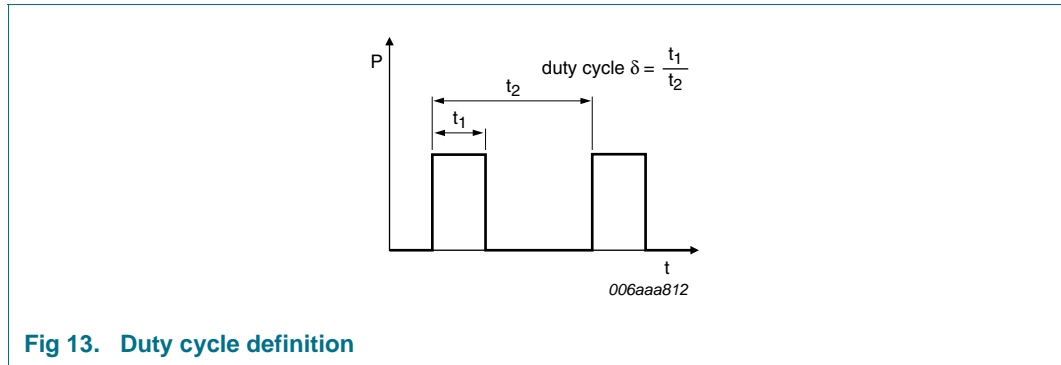 P
duty cycle δ = t1
t2
t2
t1
t
006aaa812
Fig 13. Duty cycle definition